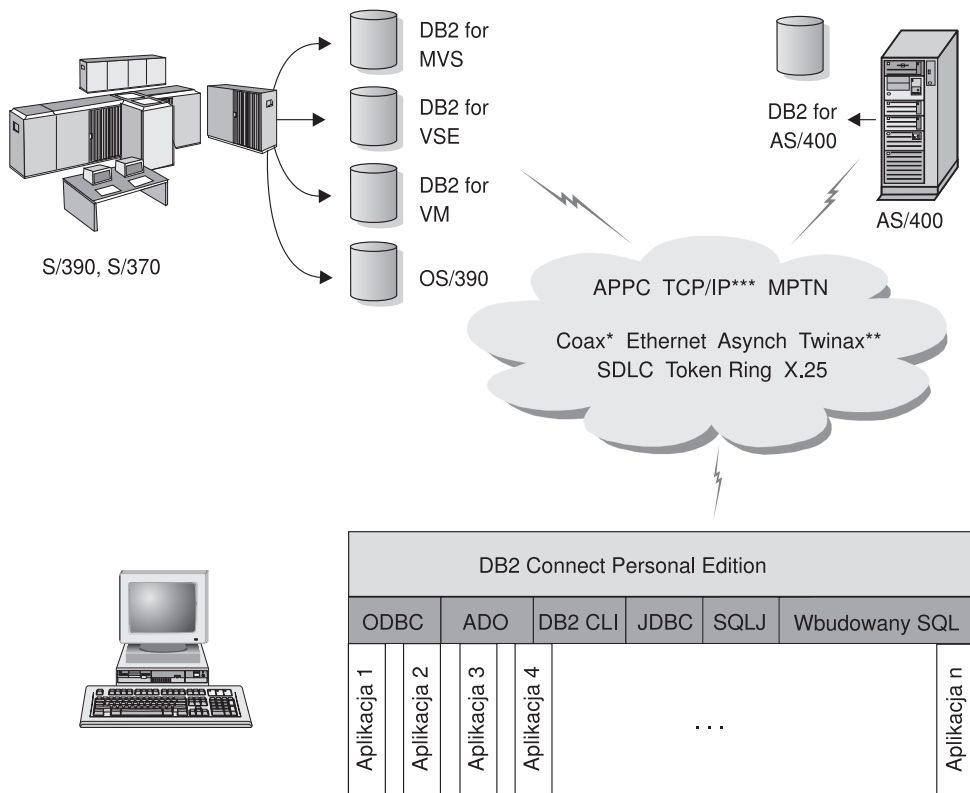 DB2 for
MVS
DB2 for
VSE
DB2 for
VM
OS/390
S/390, S/370
DB2 for
AS/400
AS/400
APPC TCP/IP*** MPTN
Coax* Ethernet Asynch Twinax**
SDLC Token Ring X.25
DB2 Connect Personal Edition
ODBC ADO DB2 CLI JDBC SQLJ Wbudowany SQL
Aplikacja 1
Aplikacja 2
Aplikacja 3
Aplikacja 4
. . .
Aplikacja n